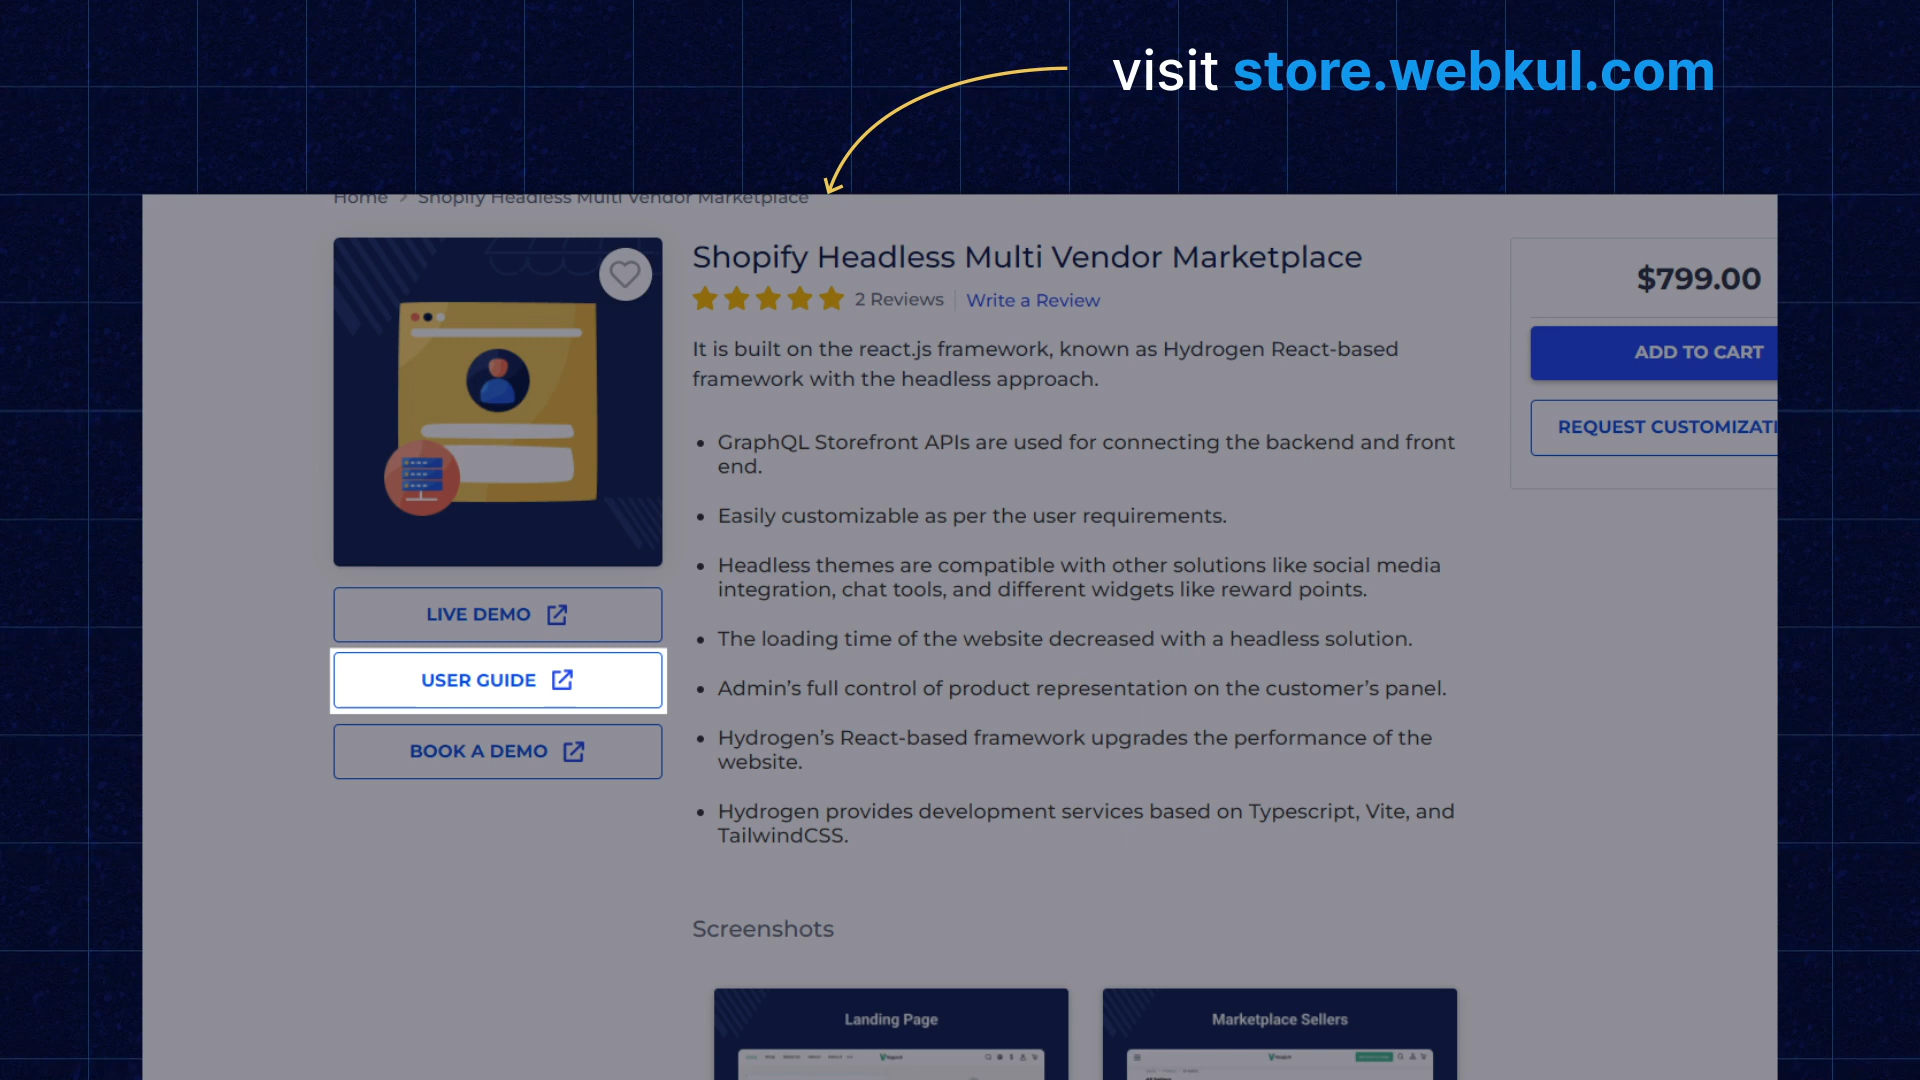 visit store.webkul.com
Home > Shopify Headless Multi Vendor Marketplace
Shopify Headless Multi Vendor Marketplace
2 Reviews | Write a Review
It is built on the react.js framework, known as Hydrogen React-based
framework with the headless approach.
• GraphQL Storefront APIs are used for connecting the backend and front
end.
• Easily customizable as per the user requirements.
• Headless themes are compatible with other solutions like social media
integration, chat tools, and different widgets like reward points.
• The loading time of the website decreased with a headless solution.
• Admin’s full control of product representation on the customer’s panel.
• Hydrogen’s React-based framework upgrades the performance of the
website.
• Hydrogen provides development services based on Typescript, Vite, and
TailwindCSS.
$799.00
ADD TO CART
REQUEST CUSTOMIZATI
LIVE DEMO
USER GUIDE
BOOK A DEMO
Screenshots
Landing Page
Marketplace Sellers